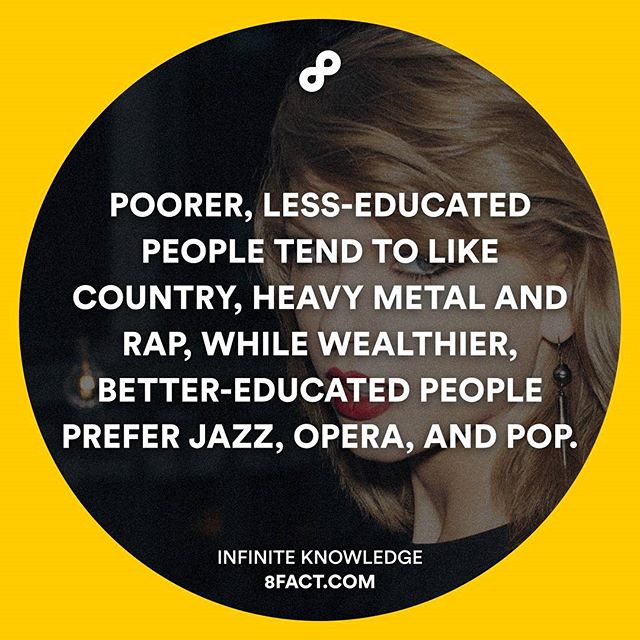 POORER, LESS-EDUCATED
PEOPLE TEND TO LIKE
COUNTRY, HEAVY METAL AND
RAP, WHILE WEALTHIER,
BETTER-EDUCATED PEOPLE
PREFER JAZZ, OPERA, AND POP.
INFINITE KNOWLEDGE
8FACT.COM